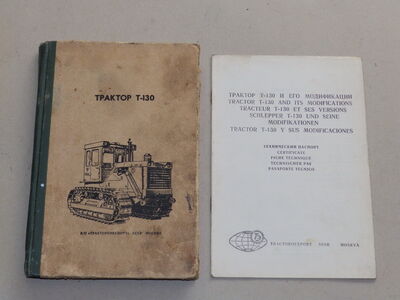 ТРАКТОР Т-130
В/О «ТРАКТОРОЭКСПОРТ» СССР МОСКВА
ТРАКТОР Т-130 И ЕГО МОДИФИКАЦИИ
TRACTOR T-130 AND ITS MODIFICATIONS
TRACTEUR T-130 ET SES VERSIONS
SCHLEPPER T-130 UND SEINE
MODIFIKATIONEN
TRACTOR T-130 Y SUS MODIFICACIONES
ТЕХНИЧЕСКИЙ ПАСПОРТ
CERTIFICATE
FICHE TECHNIQUE
TECHNISCHER PAß
PASAPORTE TECNICO
TRACTOROEXPORT USSR MOSKVA